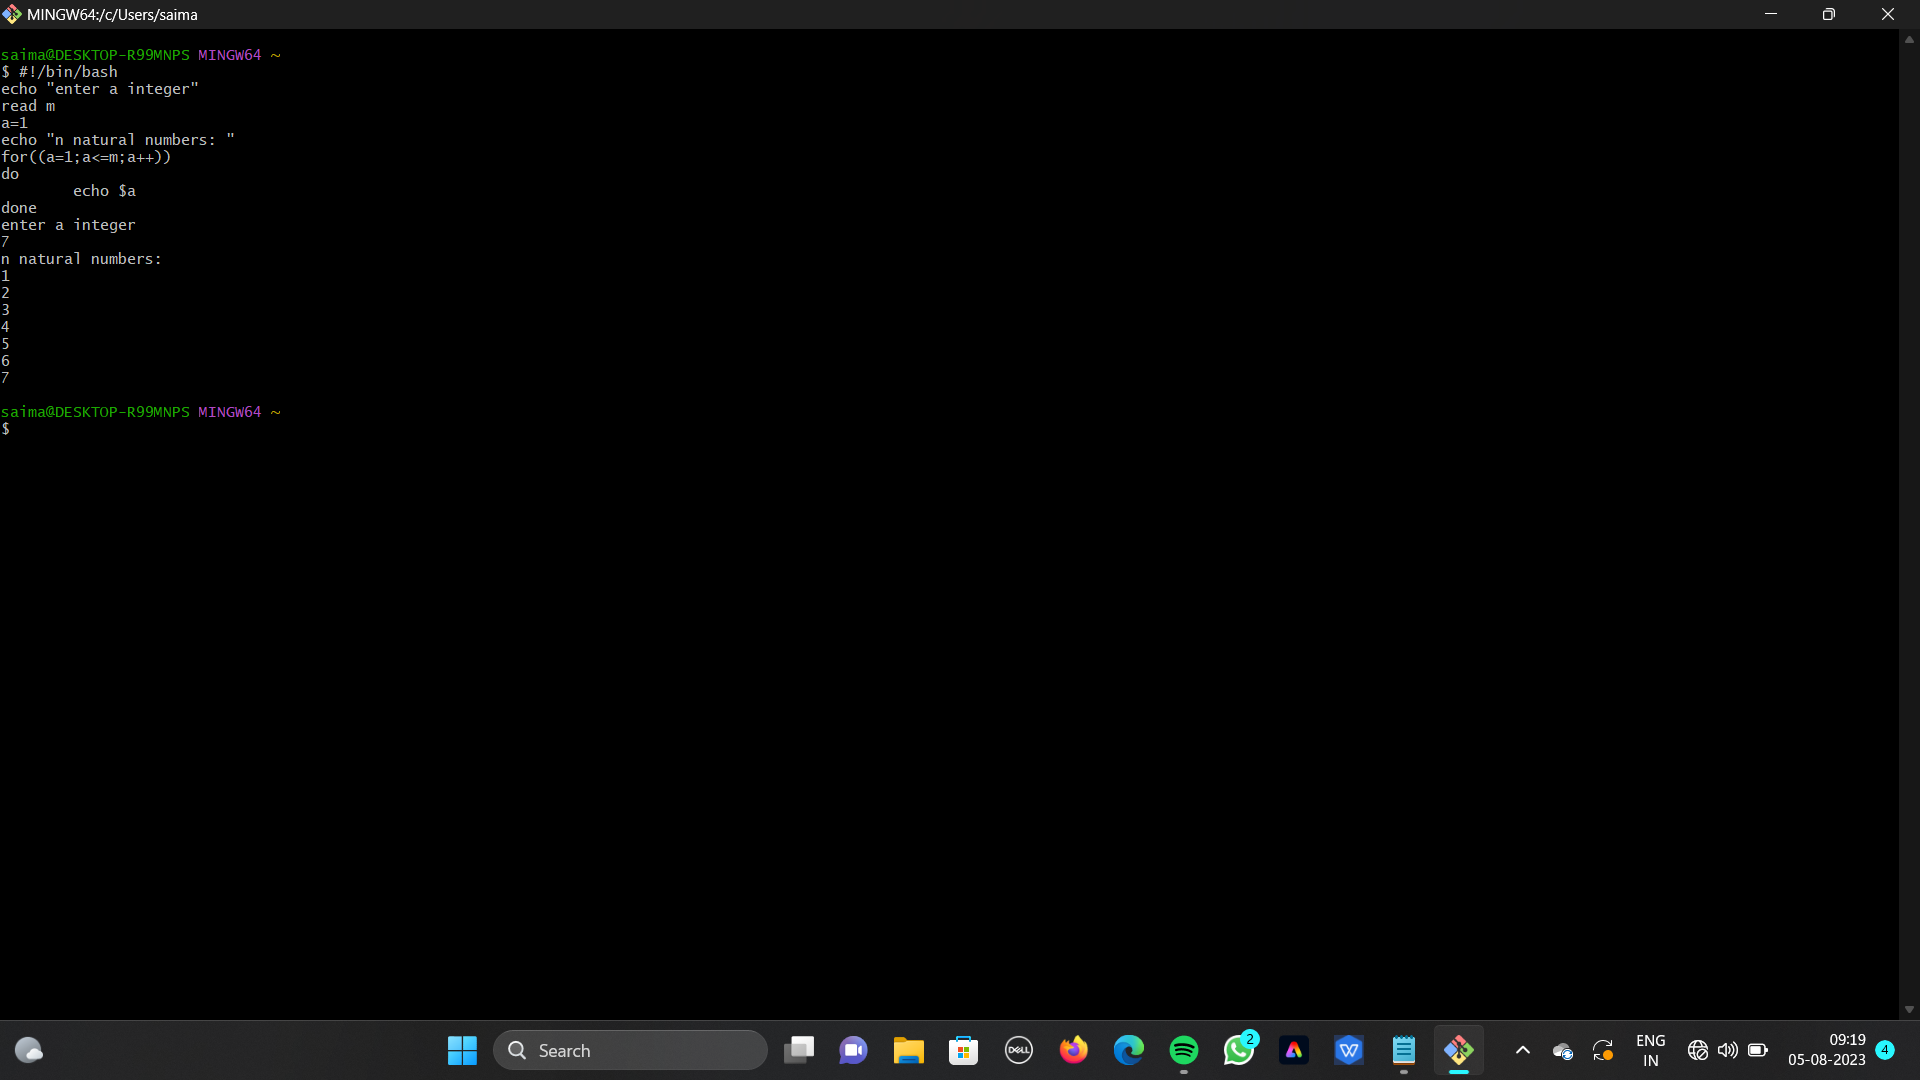 MINGW64:/c/Users/saima
saima@DESKTOP-R99MNPS MINGW64 ~
$ #!/bin/bash
echo "enter a integer"
read m
a=1
echo "n natural numbers: "
for((a=1;a<=m;a++))
do
        echo $a
done
enter a integer
7
n natural numbers:
1
2
3
4
5
6
7
saima@DESKTOP-R99MNPS MINGW64 ~
$
Search
DELL
2
W
ENG
IN
09:19
05-08-2023
4